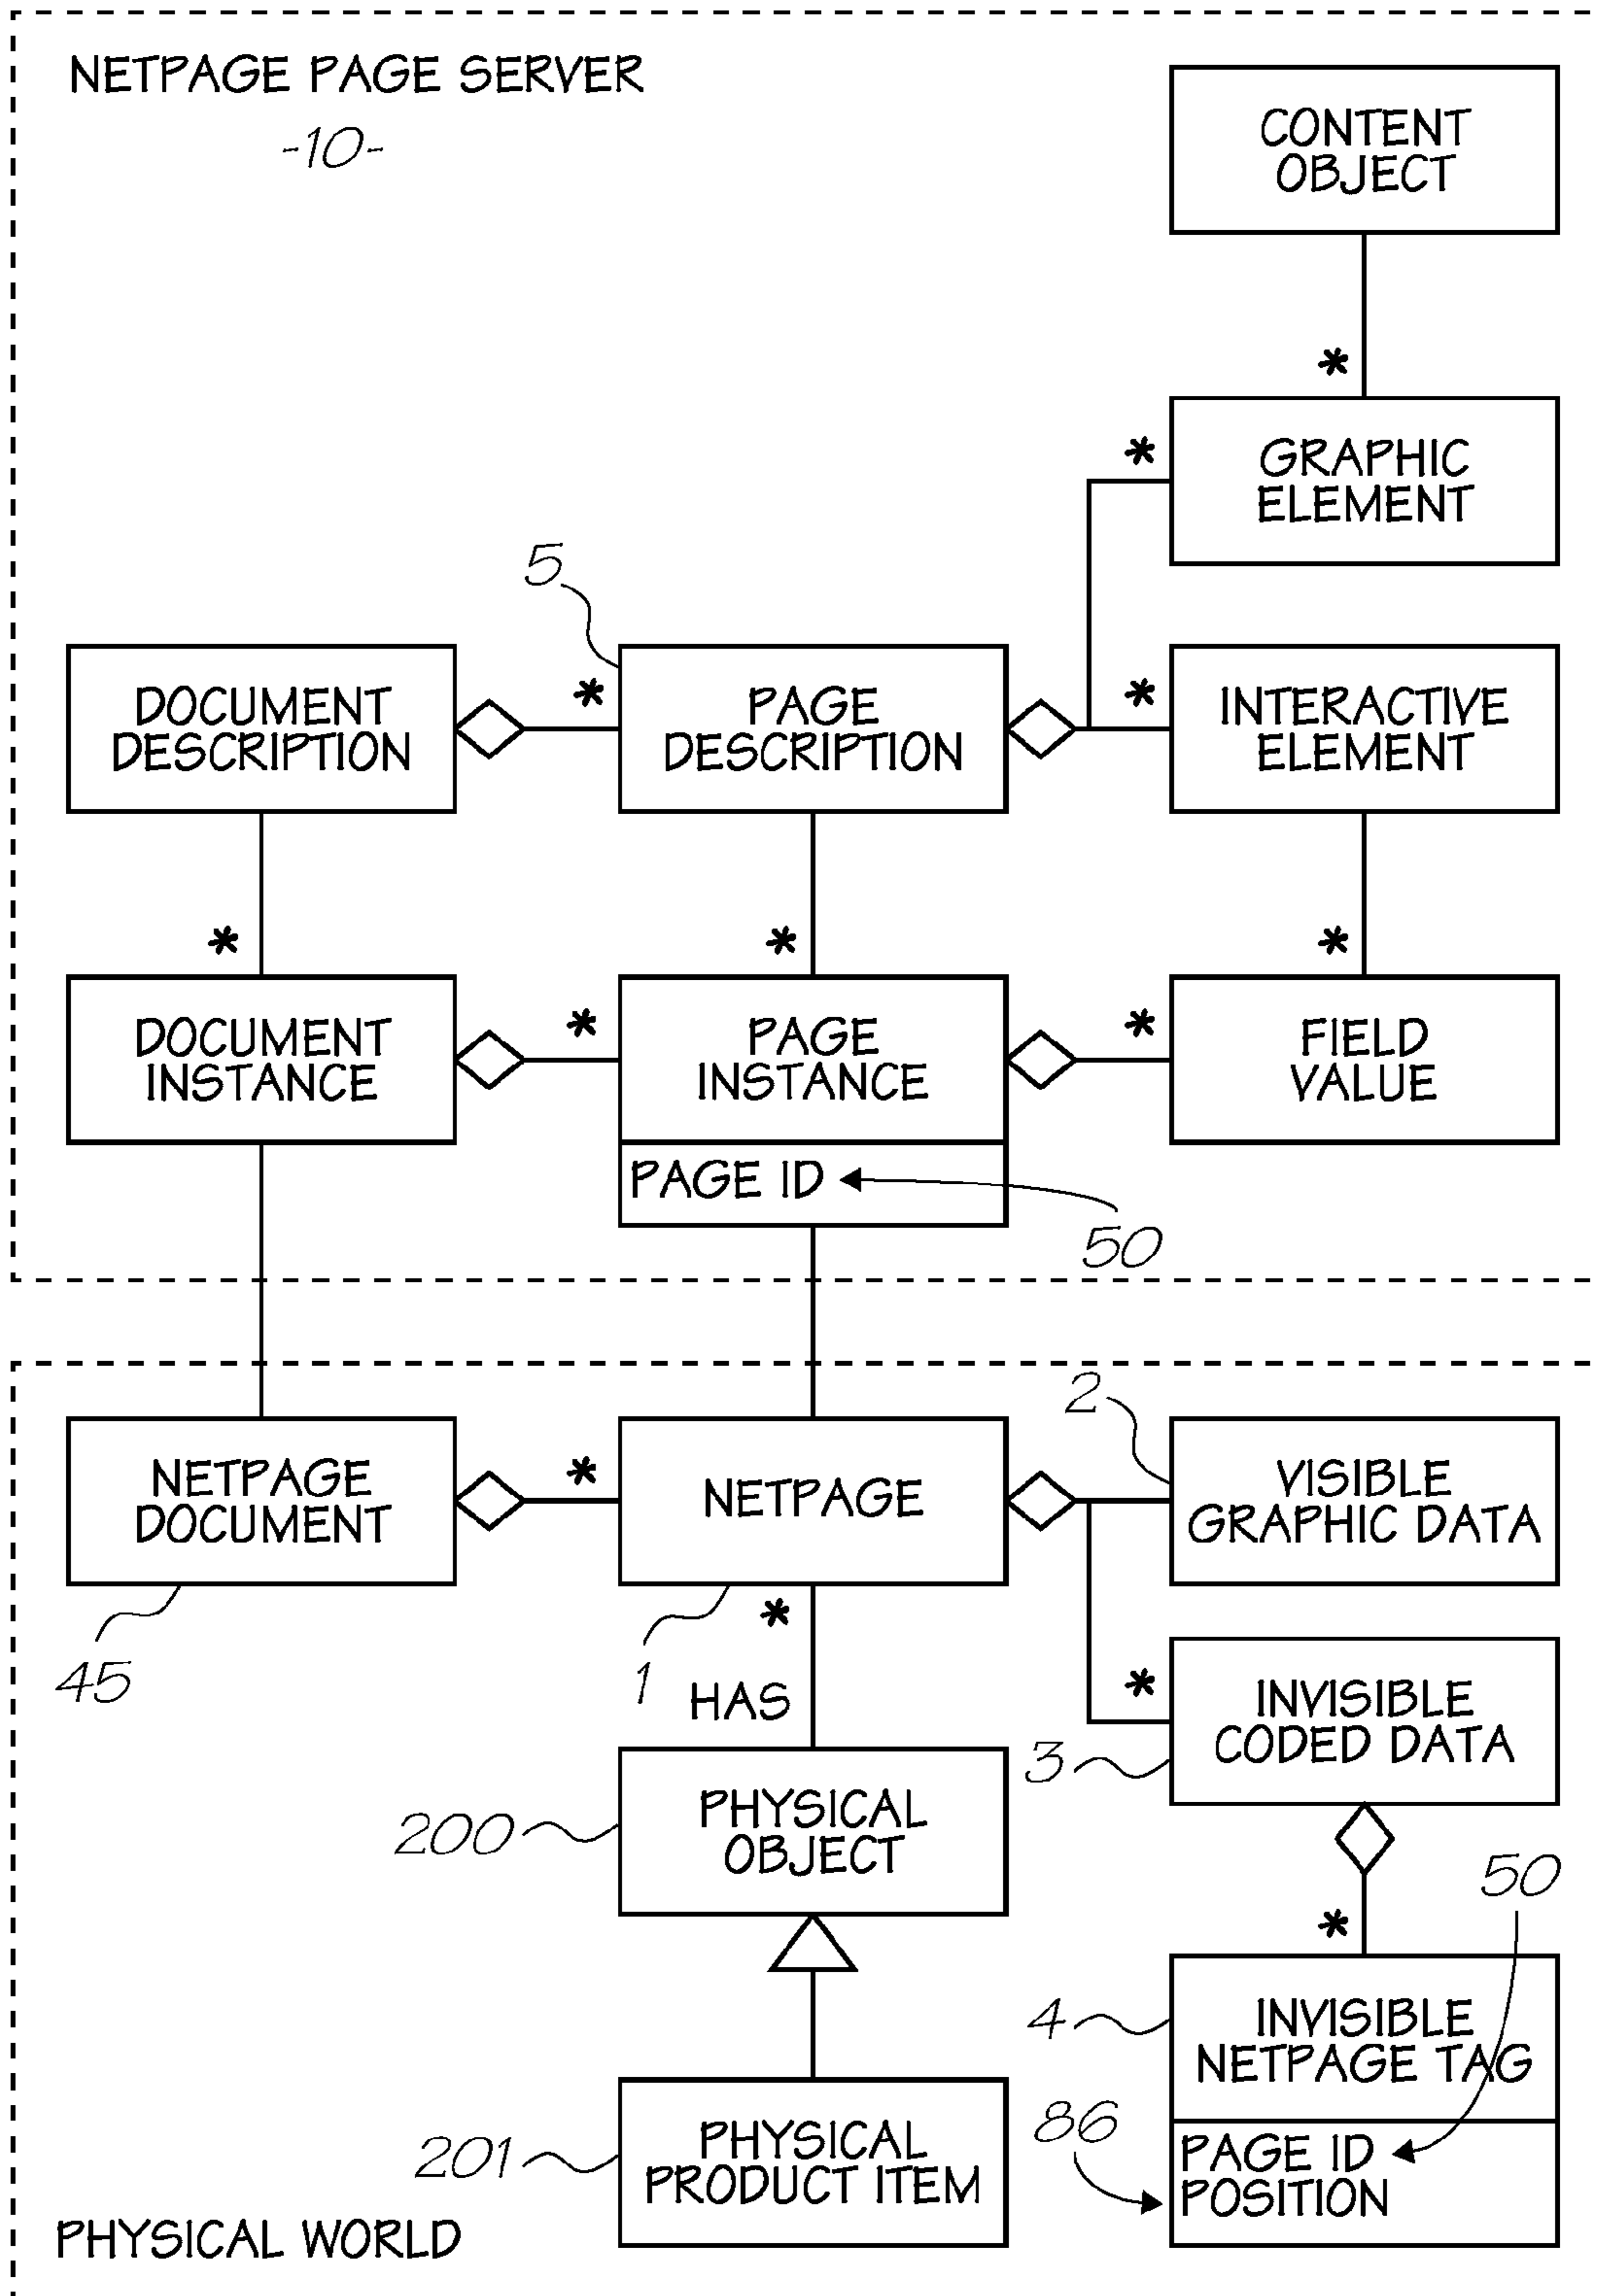 NETPAGE PAGE SERVER
-10-
CONTENT
OBJECT
*
*
GRAPHIC
ELEMENT
5
DOCUMENT
DESCRIPTION
*
PAGE
DESCRIPTION
*
INTERACTIVE
ELEMENT
*
*
*
DOCUMENT
INSTANCE
*
PAGE
INSTANCE
*
FIELD
VALUE
PAGE ID
50
2
NETPAGE
DOCUMENT
*
NETPAGE
VISIBLE
GRAPHIC DATA
45
1
*
HAS
*
INVISIBLE
CODED DATA
3
200
PHYSICAL
OBJECT
50
*
4
INVISIBLE
NETPAGE TAG
86
PAGE ID
POSITION
201
PHYSICAL
PRODUCT ITEM
PHYSICAL WORLD